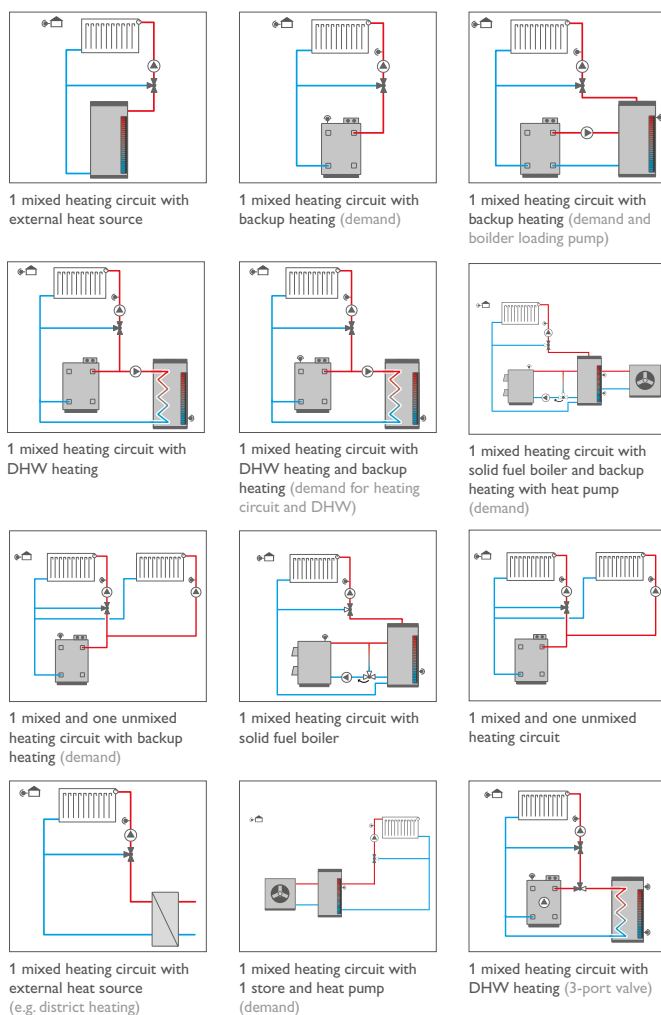 1 mixed heating circuit with
external heat source
1 mixed heating circuit with
backup heating (demand)
1 mixed heating circuit with
backup heating (demand and
boilder loading pump)
1 mixed heating circuit with
DHW heating
1 mixed heating circuit with
DHW heating and backup
heating (demand for heating
circuit and DHW)
1 mixed heating circuit with
solid fuel boiler and backup
heating with heat pump
(demand)
1 mixed and one unmixed
heating circuit with backup
heating (demand)
1 mixed heating circuit with
solid fuel boiler
1 mixed and one unmixed
heating circuit
1 mixed heating circuit with
external heat source
(e.g. district heating)
1 mixed heating circuit with
1 store and heat pump
(demand)
1 mixed heating circuit with
DHW heating (3-port valve)